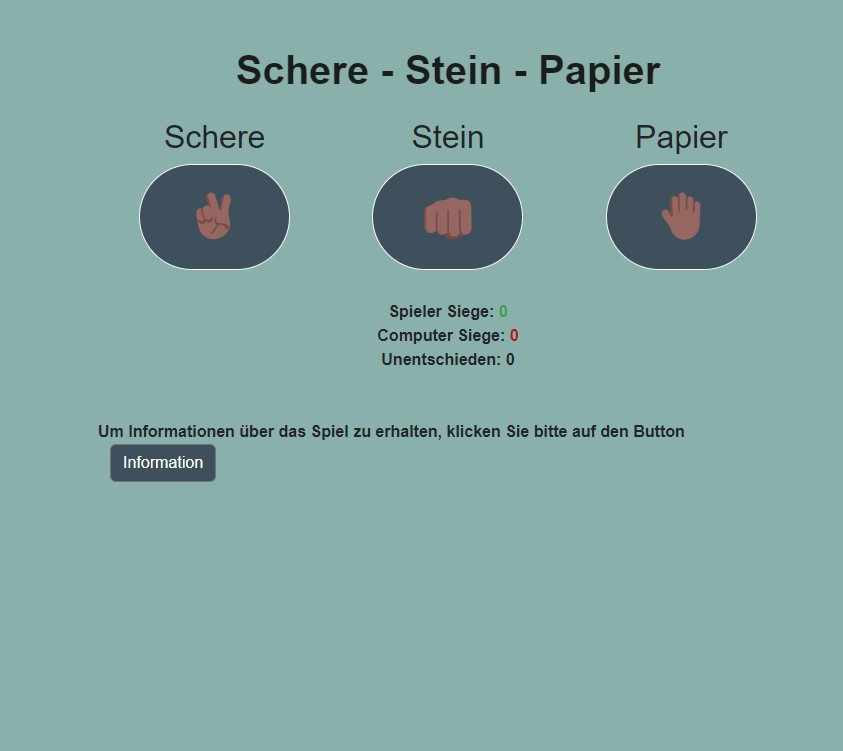 Schere - Stein - Papier
Schere Stein Papier
Spieler Siege: 0
Computer Siege: 0
Unentschieden: 0
Um Informationen über das Spiel zu erhalten, klicken Sie bitte auf den Button
Information